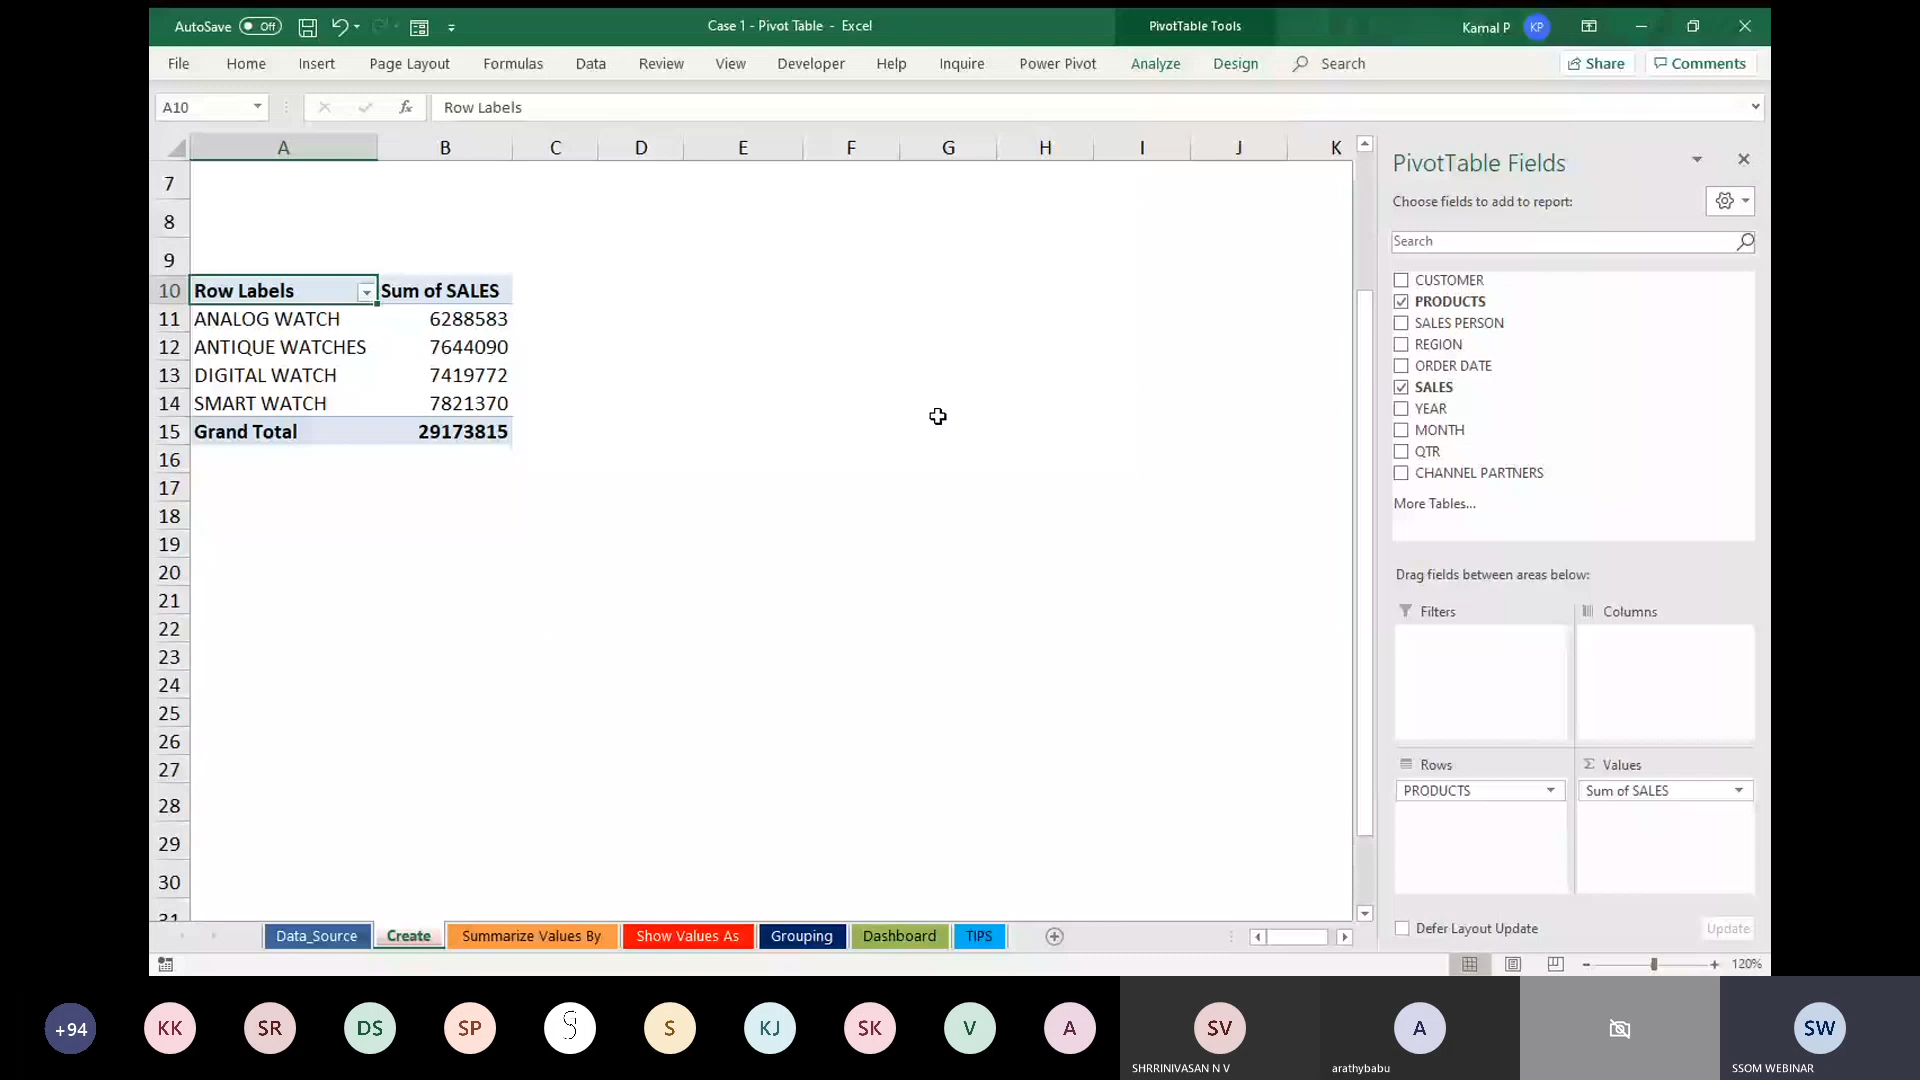 AutoSave Off
Case 1 - Pivot Table - Excel
PivotTable Tools
Kamal P KP
File Home Insert Page Layout Formulas Data Review View Developer Help Inquire Power Pivot Analyze Design Search Share Comments
A10 fx Row Labels
A B C D E F G H I J K
7
8
9
10 Row Labels Sum of SALES
11 ANALOG WATCH 6288583
12 ANTIQUE WATCHES 7644090
13 DIGITAL WATCH 7419772
14 SMART WATCH 7821370
15 Grand Total 29173815
16
17
18
19
20
21
22
23
24
25
26
27
28
29
30
31
PivotTable Fields
Choose fields to add to report:
Search
CUSTOMER
PRODUCTS
SALES PERSON
REGION
ORDER DATE
SALES
YEAR
MONTH
QTR
CHANNEL PARTNERS
More Tables...
Drag fields between areas below:
Filters Columns
Rows Σ Values
PRODUCTS Sum of SALES
Defer Layout Update Update
Data_Source Create Summarize Values By Show Values As Grouping Dashboard TIPS
120%
+94 KK SR DS SP S S KJ SK V A SV A SW
SHRRINIVASAN N V arathybabu SSOM WEBINAR